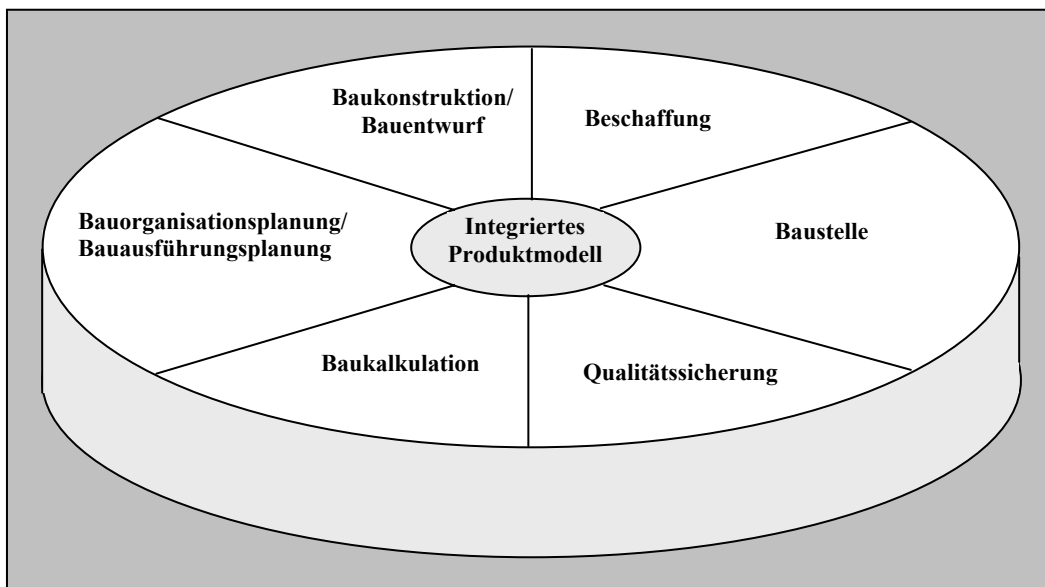 Baukonstruktion/
Bauentwurf
Beschaffung
Bauorganisationsplanung/
Bauausführungsplanung
Integriertes
Produktmodell
Baustelle
Baukalkulation
Qualitätssicherung